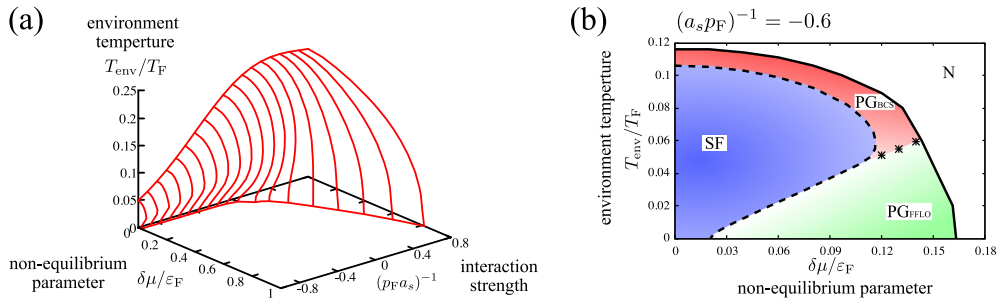 (a)
environment
temperture
T_env/T_F
0.25
0.20
0.15
0.10
0.05
0
0.2
0.4
0.6
0.8
1
-0.8
-0.4
0
0.4
0.8
non-equilibrium
parameter
δμ/ε_F
(p_F a_s)^{-1}
interaction
strength
(b)
(a_s p_F)^{-1} = -0.6
environment temperture
T_env/T_F
0.12
0.1
0.08
0.06
0.04
0.02
0
N
PG_BCS
SF
PG_FFLO
0
0.03
0.06
0.09
0.12
0.15
0.18
δμ/ε_F
non-equilibrium parameter